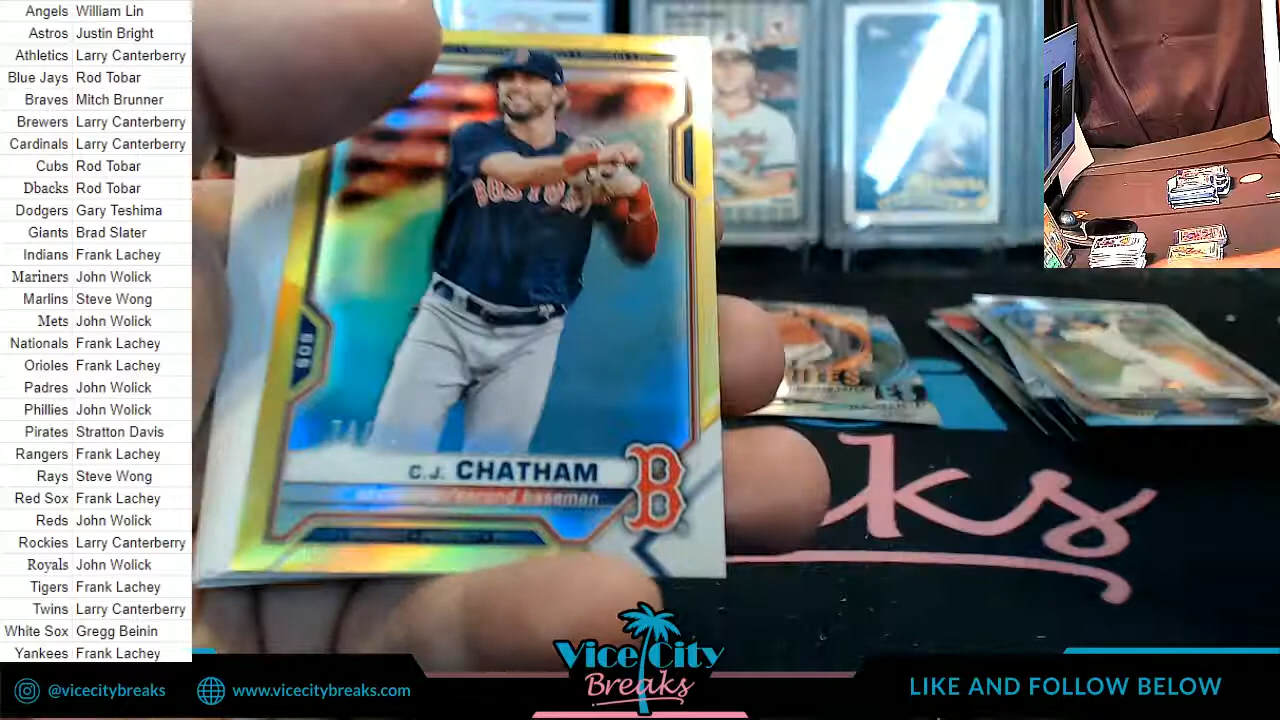 Angels William Lin
Astros Justin Bright
Athletics Larry Canterberry
Blue Jays Rod Tobar
Braves Mitch Brunner
Brewers Larry Canterberry
Cardinals Larry Canterberry
Cubs Rod Tobar
Dbacks Rod Tobar
Dodgers Gary Teshima
Giants Brad Slater
Indians Frank Lachey
Mariners John Wolick
Marlins Steve Wong
Mets John Wolick
Nationals Frank Lachey
Orioles Frank Lachey
Padres John Wolick
Phillies John Wolick
Pirates Stratton Davis
Rangers Frank Lachey
Rays Steve Wong
Red Sox Frank Lachey
Reds John Wolick
Rockies Larry Canterberry
Royals John Wolick
Tigers Frank Lachey
Twins Larry Canterberry
White Sox Gregg Beinin
Yankees Frank Lachey
BOSTON
BOS
C.J. CHATHAM
second baseman
B
ks
Vice City
Breaks
@vicecitybreaks
www.vicecitybreaks.com
LIKE AND FOLLOW BELOW